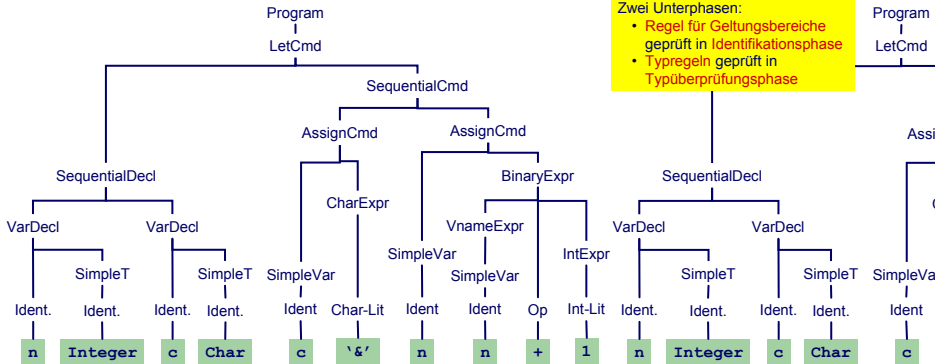 Program
Zwei Unterphasen:
• Regel für Geltungsbereiche
geprüft in Identifikationsphase
• Typregeln geprüft in
Typüberprüfungsphase
Program
LetCmd
LetCmd
SequentialCmd
AssignCmd
AssignCmd
SequentialDecl
BinaryExpr
SequentialDecl
CharExpr
VarDecl
VarDecl
VnameExpr
VarDecl
VarDecl
SimpleVar
IntExpr
SimpleT
SimpleT
SimpleVar
SimpleVar
SimpleT
SimpleT
Ident.
Ident.
Ident.
Ident.
Ident
Char-Lit
Ident
Ident
Op
Int-Lit
Ident.
Ident.
Ident.
Ident.
Ident
n
Integer
c
Char
c
‘&’
n
n
+
1
n
Integer
c
Char
c